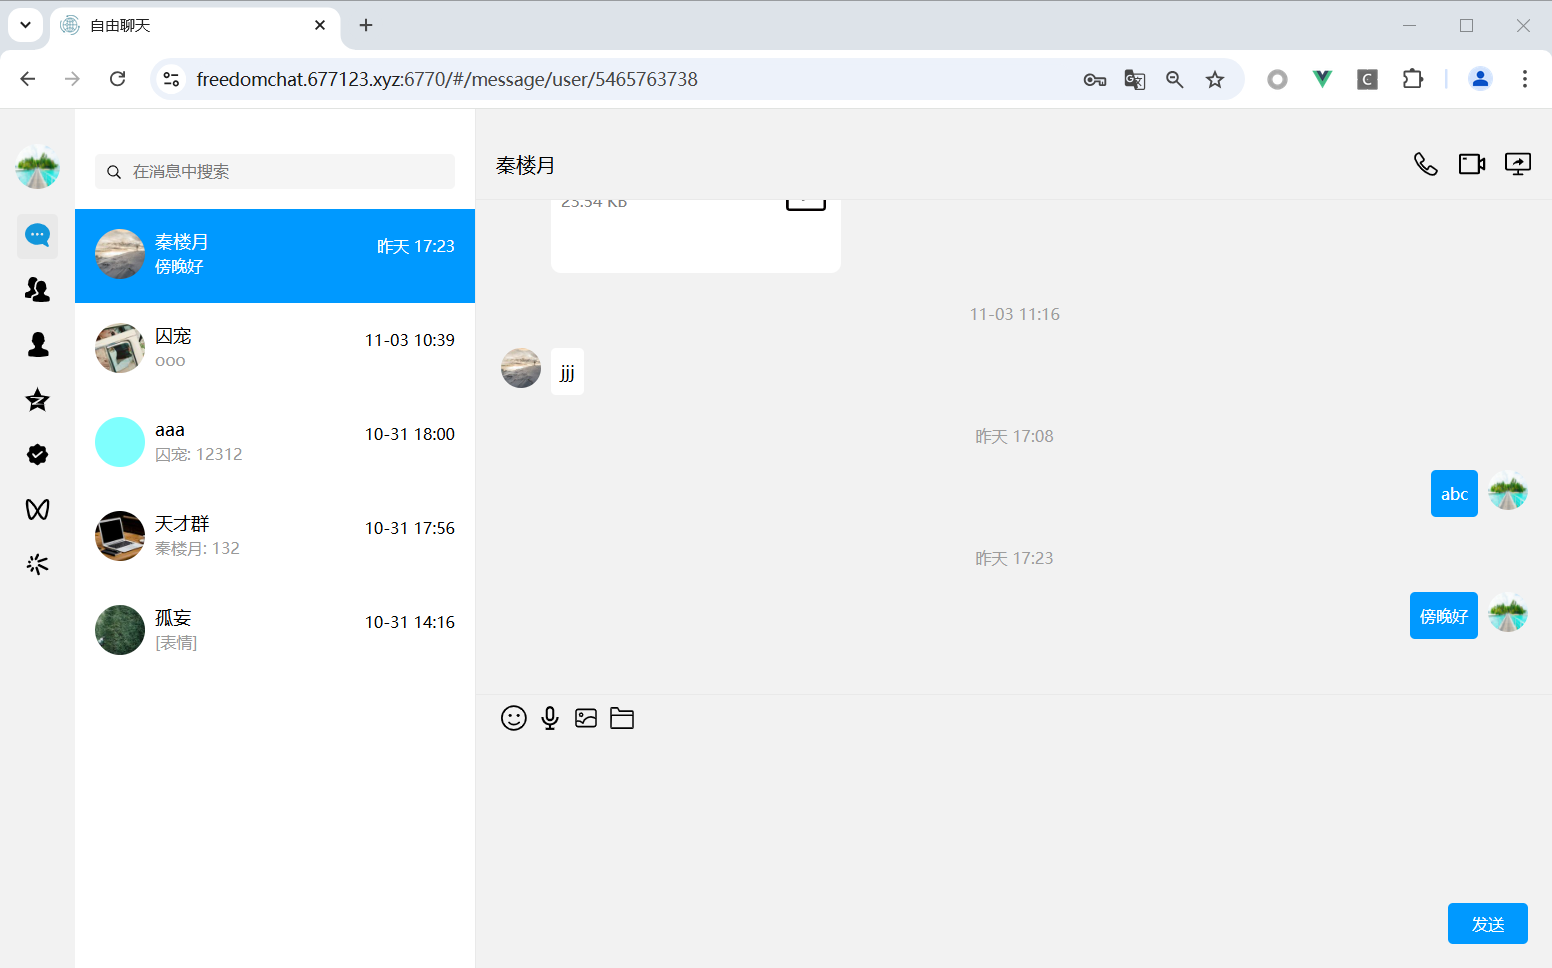 自由聊天
freedomchat.677123.xyz:6770/#/message/user/5465763738
在消息中搜索
秦楼月
昨天 17:23
傍晚好
囚宠
11-03 10:39
ooo
aaa
10-31 18:00
囚宠: 12312
天才群
10-31 17:56
秦楼月: 132
孤妄
10-31 14:16
[表情]
秦楼月
23.54 KB
11-03 11:16
jjj
昨天 17:08
abc
昨天 17:23
傍晚好
发送